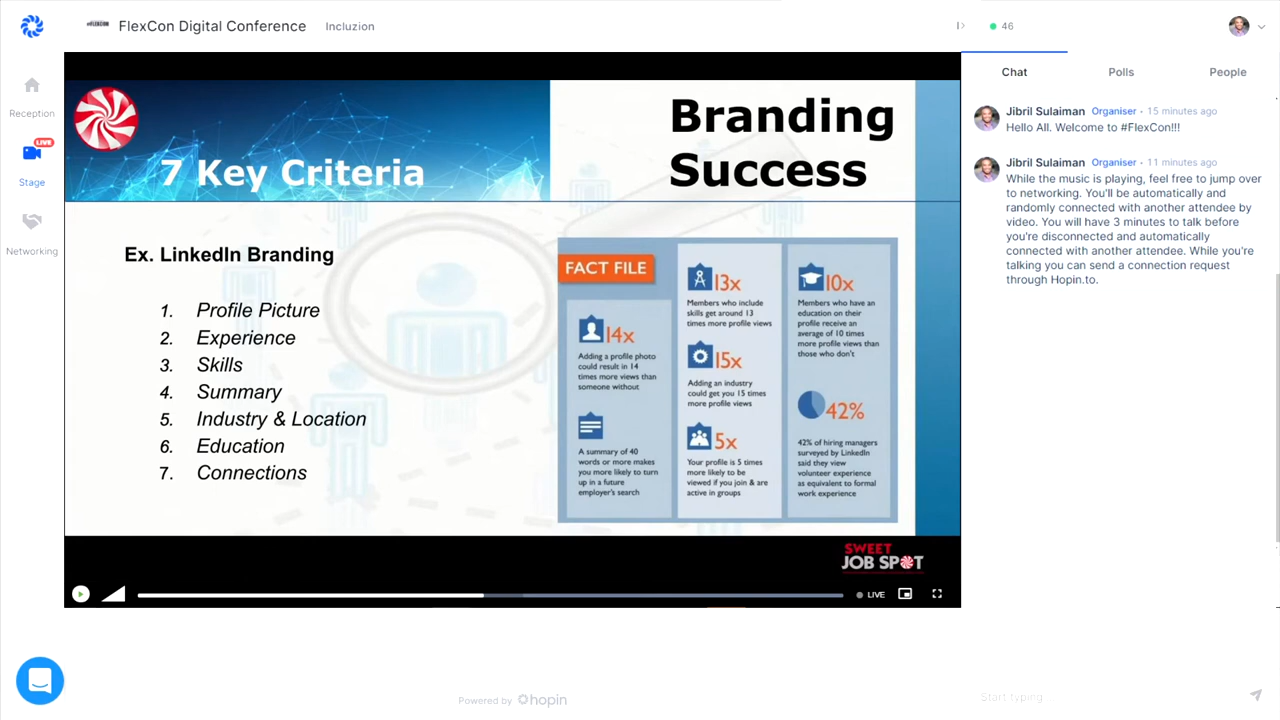 #FLEXCON
FlexCon Digital Conference
Incluzion
46
Reception
LIVE
Stage
Networking
7 Key Criteria
Branding
Success
Ex. LinkedIn Branding
1. Profile Picture
2. Experience
3. Skills
4. Summary
5. Industry & Location
6. Education
7. Connections
FACT FILE
14x
Adding a profile photo
could result in 14
times more views than
someone without
A summary of 40
words or more makes
you more likely to turn
up in a future
employer's search
13x
Members who include
skills get around 13
times more profile views
15x
Adding an industry
could get you 15 times
more profile views
5x
Your profile is 5 times
more likely to be
viewed if you join & are
active in groups
10x
Members who have an
education on their
profile receive an
average of 10 times
more profile views than
those who don't
42%
42% of hiring managers
surveyed by LinkedIn
said they view
volunteer experience
as equivalent to formal
work experience
SWEET
JOB SPOT
LIVE
Powered by hopin
Chat
Polls
People
Jibril Sulaiman Organiser • 15 minutes ago
Hello All. Welcome to #FlexCon!!!
Jibril Sulaiman Organiser • 11 minutes ago
While the music is playing, feel free to jump over
to networking. You'll be automatically and
randomly connected with another attendee by
video. You will have 3 minutes to talk before
you're disconnected and automatically
connected with another attendee. While you're
talking you can send a connection request
through Hopin.to.
Start typing ...